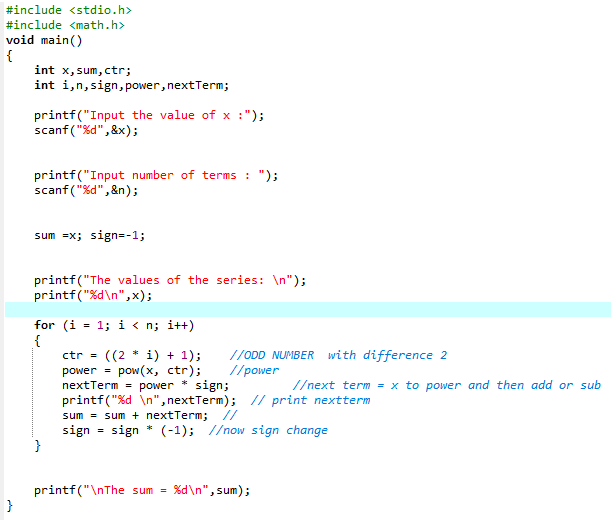 #include <stdio.h>
#include <math.h>
void main()
{
    int x,sum,ctr;
    int i,n,sign,power,nextTerm;
    printf("Input the value of x :");
    scanf("%d",&x);
    printf("Input number of terms : ");
    scanf("%d",&n);
    sum =x; sign=-1;
    printf("The values of the series: \n");
    printf("%d\n",x);
    for (i = 1; i < n; i++)
    {
        ctr = ((2 * i) + 1);    //ODD NUMBER  with difference 2
        power = pow(x, ctr);    //power
        nextTerm = power * sign;         //next term = x to power and then add or sub
        printf("%d \n",nextTerm);  // print nextterm
        sum = sum + nextTerm;  //
        sign = sign * (-1);  //now sign change
    }
    printf("\nThe sum = %d\n",sum);
}